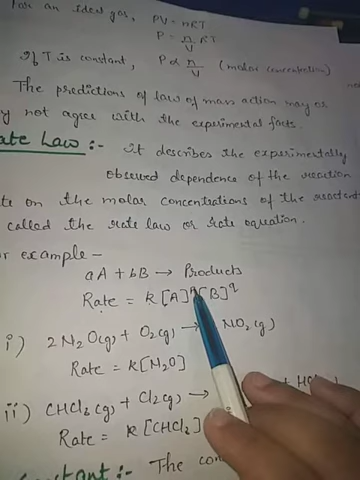 for an ideal gas, PV = nRT
P = n/V RT
If T is constant, P ∝ n/V (molar concentration)
The predictions of law of mass action may or
not agree with the experimental facts.
ate Law :- It describes the experimentally
observed dependence of the reaction
on the molar concentrations of the reactants
called the rate law or rate equation.
example -
aA + bB → Products
Rate = k [A] [B]^q
i) 2N₂O(g) + O₂(g) → NO₂(g)
Rate = k [N₂O]
ii) CHCl₃(g) + Cl₂(g) →
Rate = k [CHCl₃]
onstant :- The